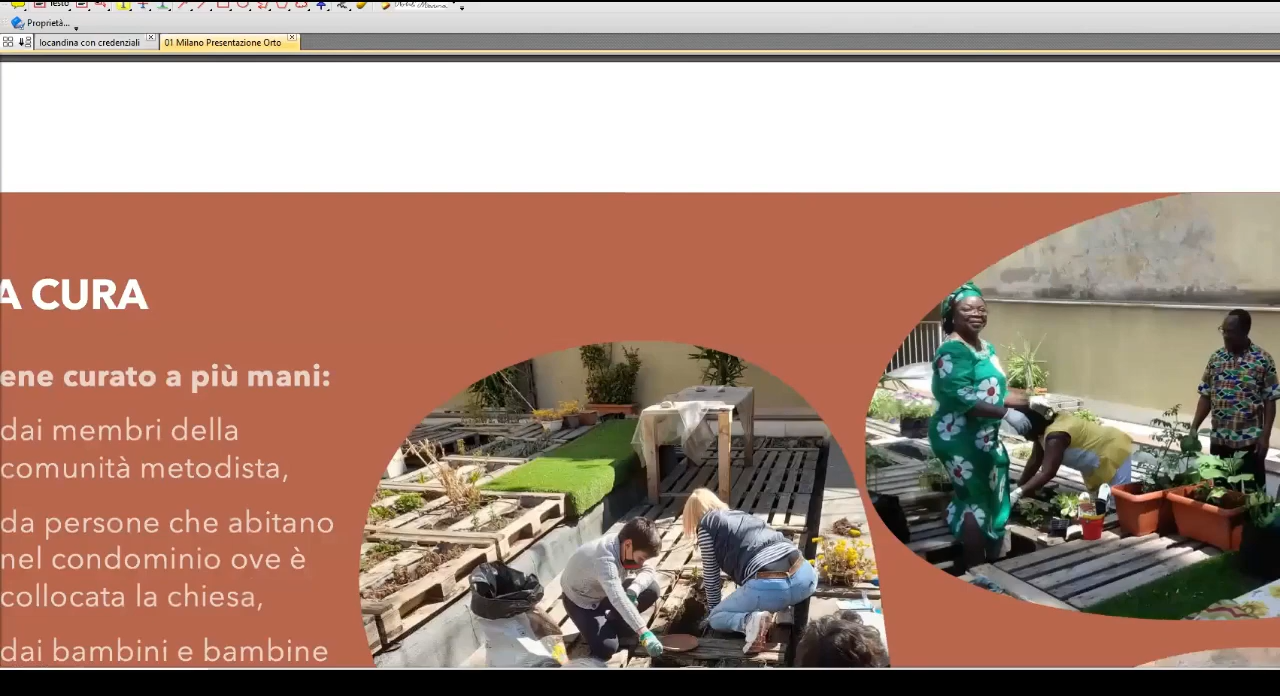 Testo
Proprietà...
locandina con credenziali
01 Milano Presentazione Orto
A CURA
ene curato a più mani:
dai membri della
comunità metodista,
da persone che abitano
nel condominio ove è
collocata la chiesa,
dai bambini e bambine